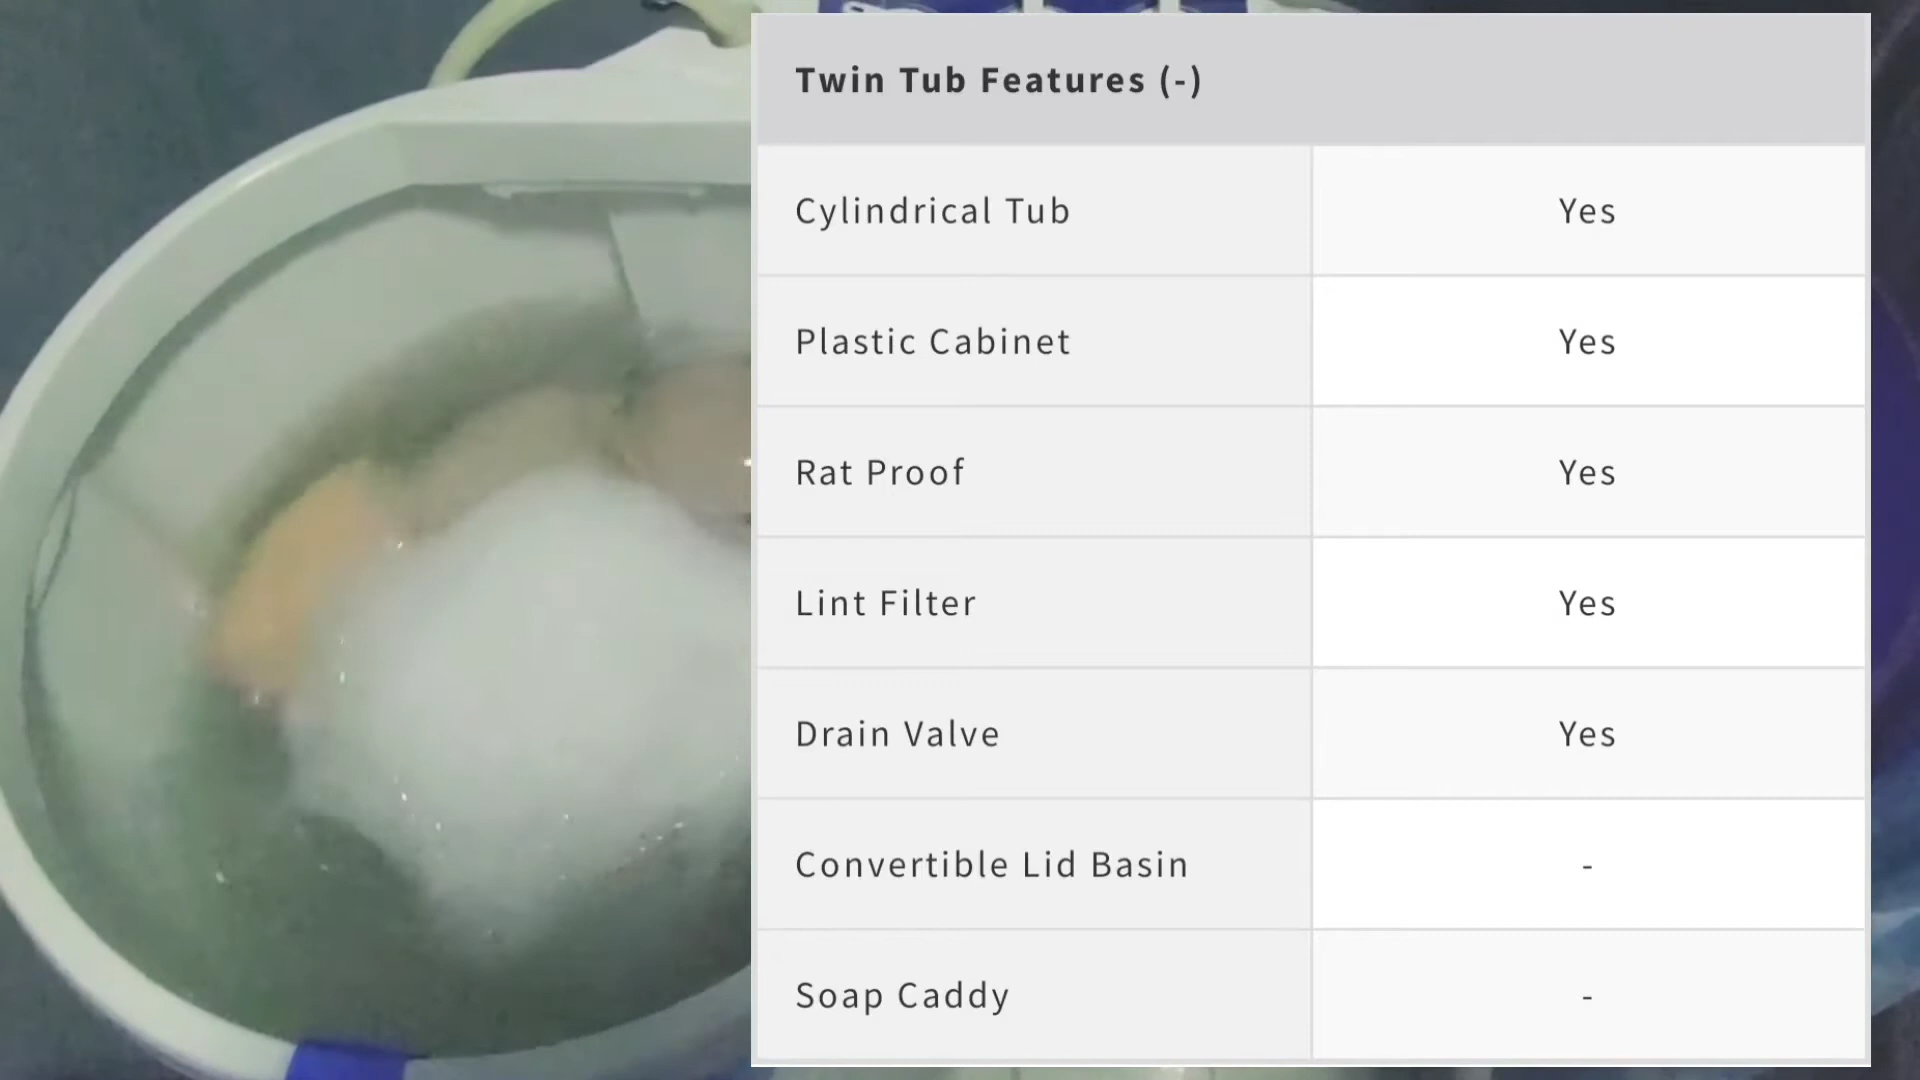 Twin Tub Features (-)
Cylindrical Tub Yes
Plastic Cabinet Yes
Rat Proof Yes
Lint Filter Yes
Drain Valve Yes
Convertible Lid Basin -
Soap Caddy -